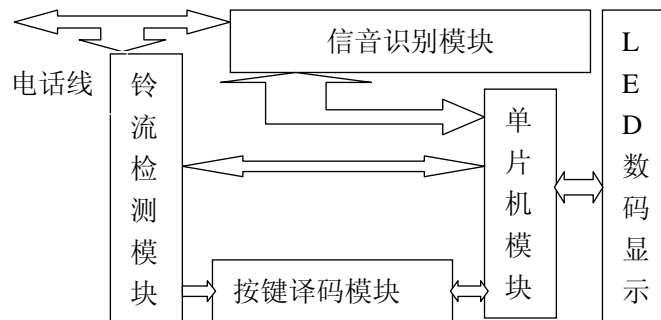 信音识别模块
电话线
铃流检测模块
单片机模块
LED数码显示
按键译码模块